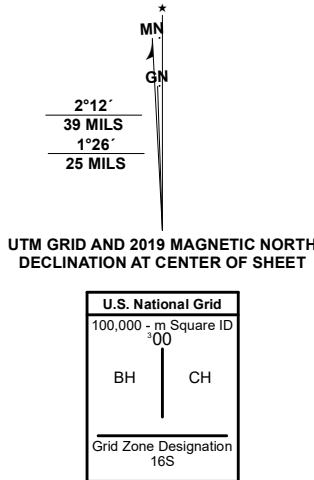 ★
MN
GN
2°12´
39 MILS
1°26´
25 MILS
UTM GRID AND 2019 MAGNETIC NORTH
DECLINATION AT CENTER OF SHEET
U.S. National Grid
100,000 - m Square ID
³00
BH CH
Grid Zone Designation
16S